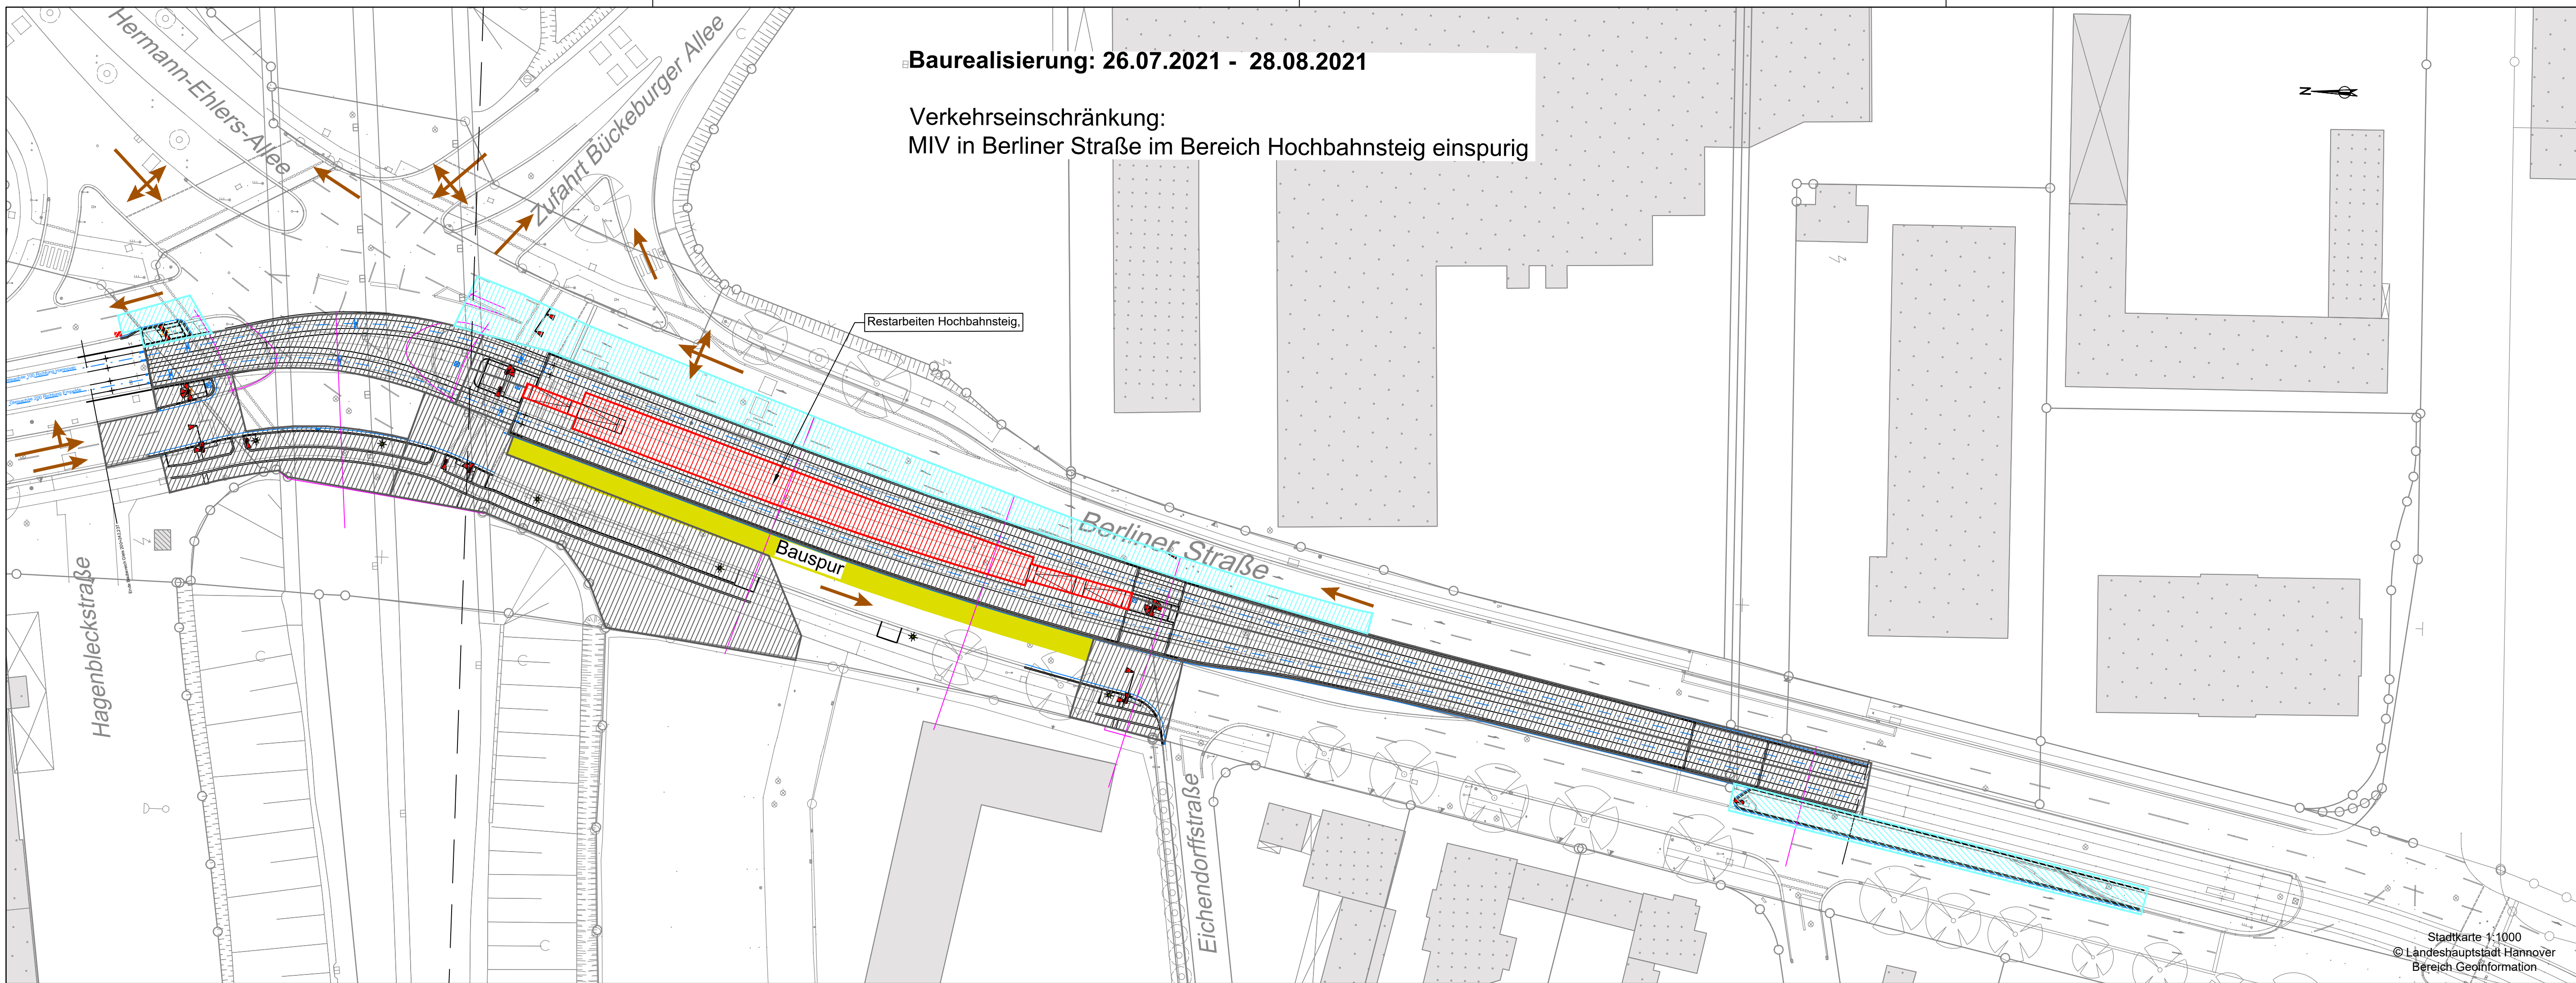 Baurealisierung: 26.07.2021 - 28.08.2021
Verkehrseinschränkung:
MIV in Berliner Straße im Bereich Hochbahnsteig einspurig
Hermann-Ehlers-Allee
Zufahrt Bückeburger Allee
N
Restarbeiten Hochbahnsteig,
Berliner Straße
Bauspur
Hagenbleckstraße
Eichendorffstraße
Stadtkarte 1:1000
© Landeshauptstadt Hannover
Bereich Geoinformation